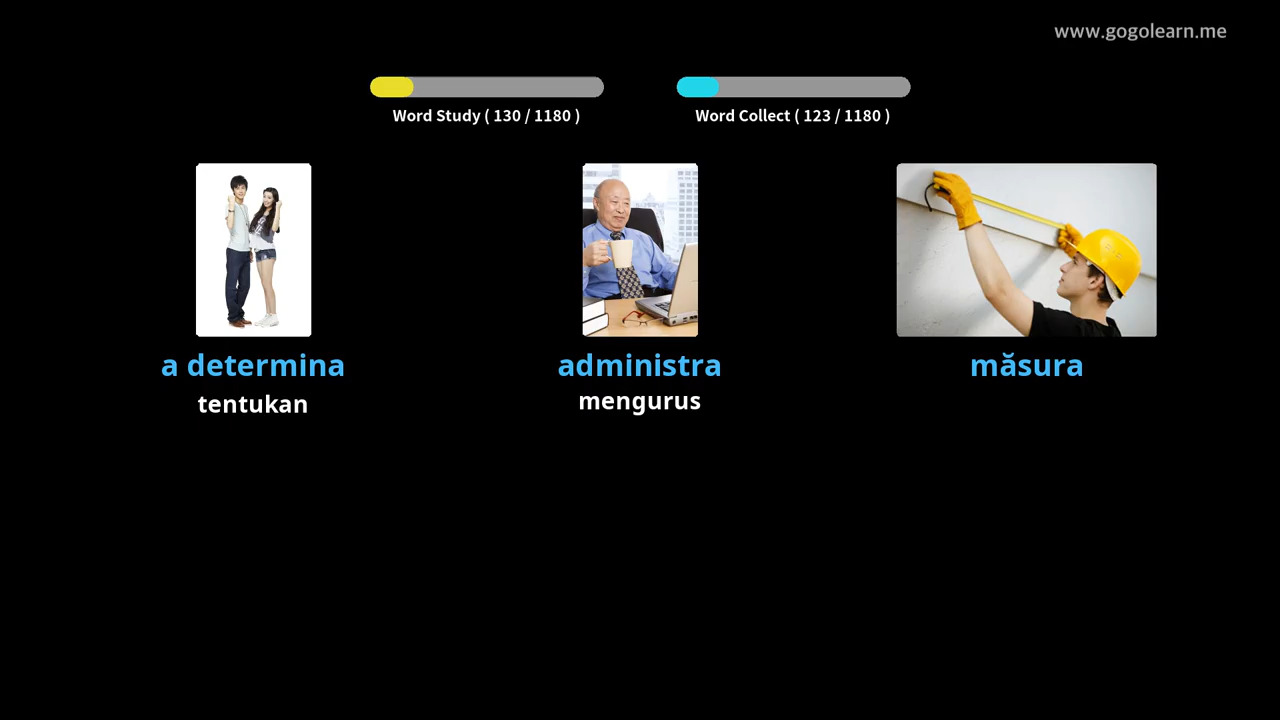 www.gogolearn.me
Word Study ( 130 / 1180 )
Word Collect ( 123 / 1180 )
a determina
tentukan
administra
mengurus
măsura